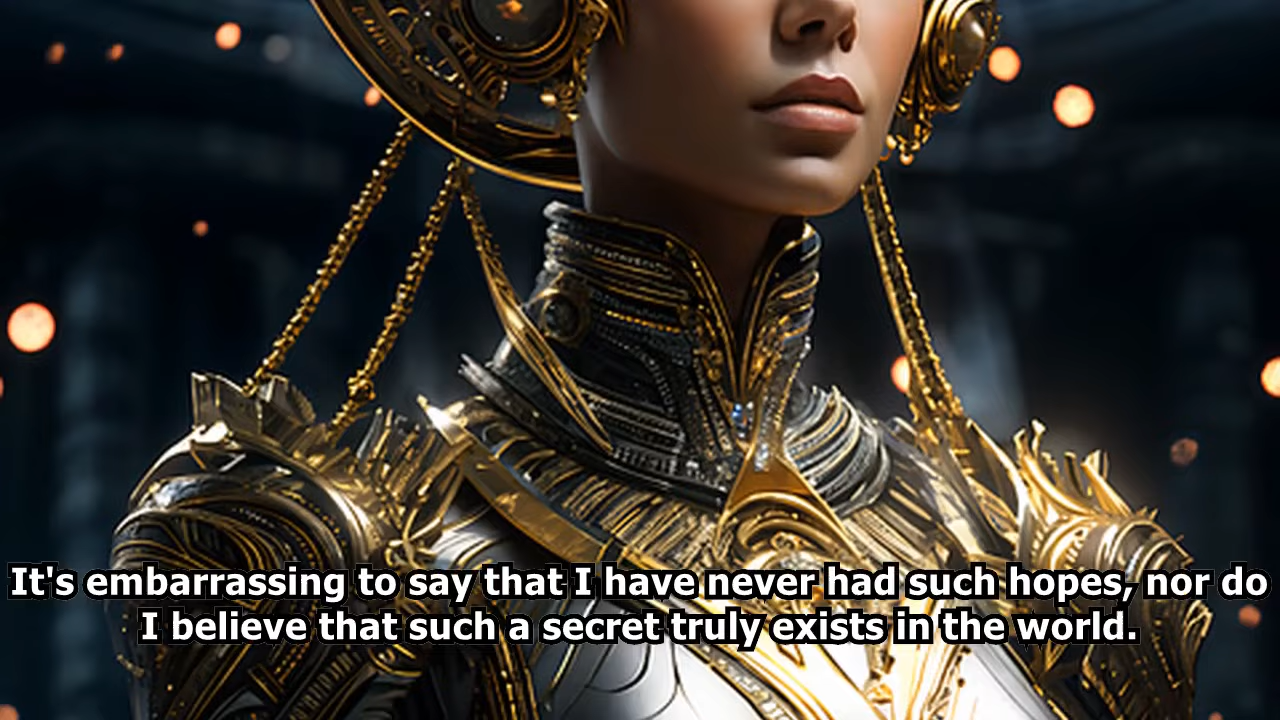 It's embarrassing to say that I have never had such hopes, nor do
I believe that such a secret truly exists in the world.